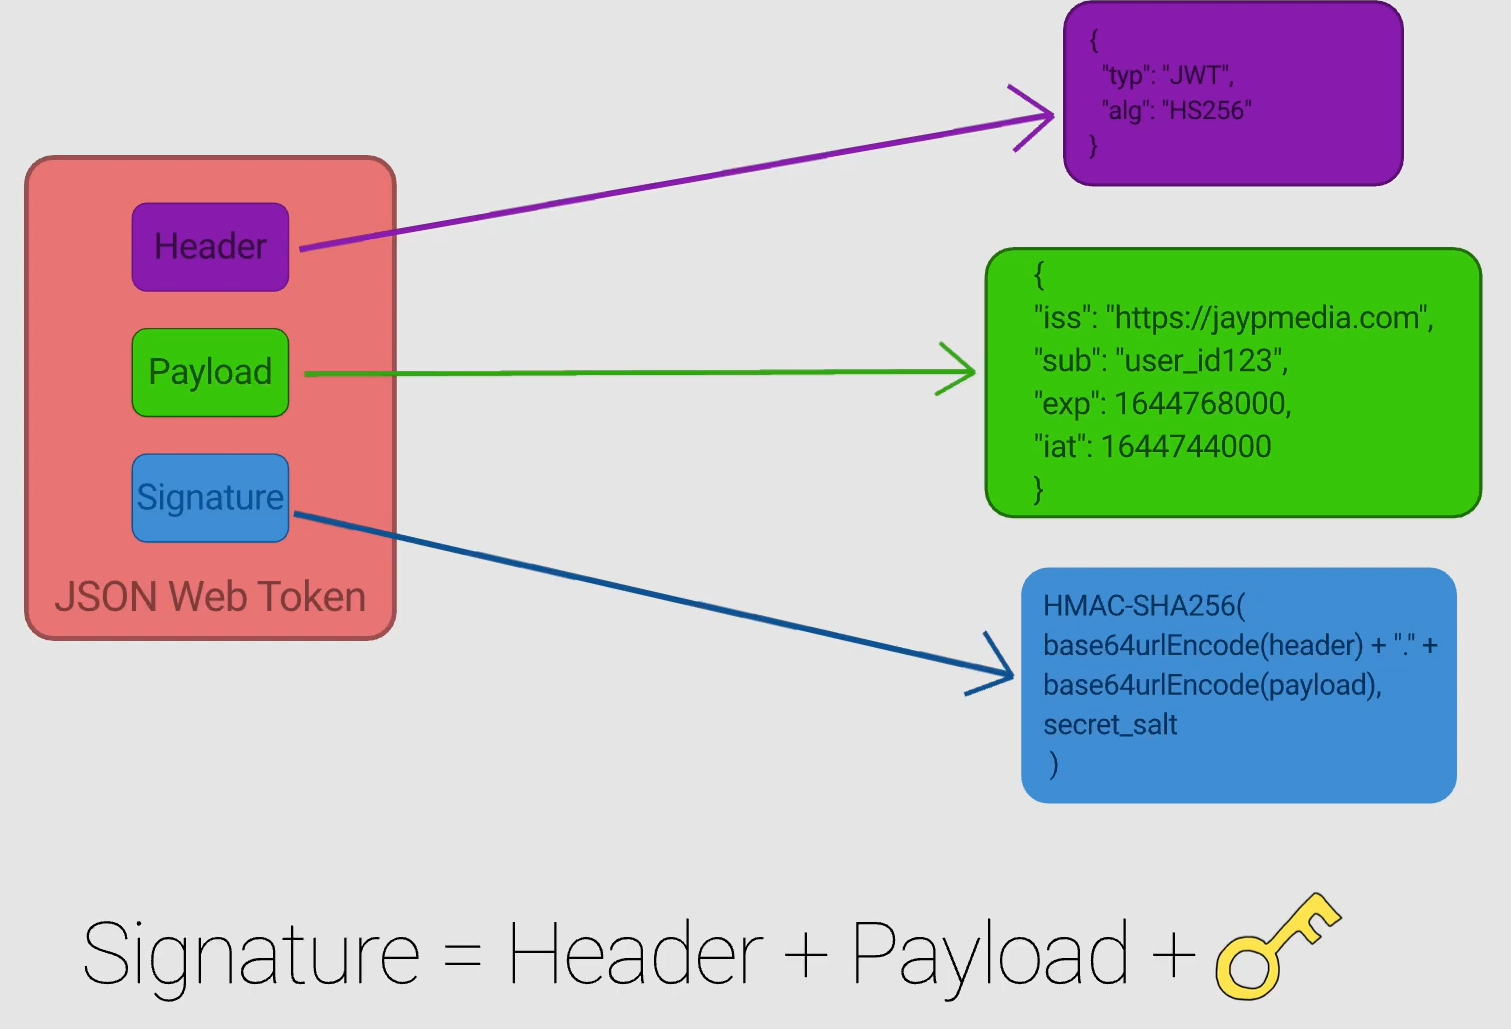 Header
Payload
Signature
JSON Web Token
{
"typ": "JWT",
"alg": "HS256"
}
{
"iss": "https://jaypmedia.com",
"sub": "user_id123",
"exp": 1644768000,
"iat": 1644744000
}
HMAC-SHA256(
base64urlEncode(header) + "." +
base64urlEncode(payload),
secret_salt
)
Signature = Header + Payload +